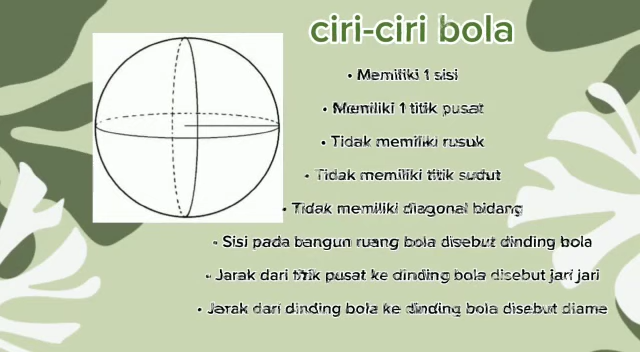 ciri-ciri bola
• Memiliki 1 sisi
• Memiliki 1 titik pusat
• Tidak memiliki rusuk
• Tidak memiliki titik sudut
• Tidak memiliki diagonal bidang
• Sisi pada bangun ruang bola disebut dinding bola
• Jarak dari titik pusat ke dinding bola disebut jari jari
• Jarak dari dinding bola ke dinding bola disebut diame